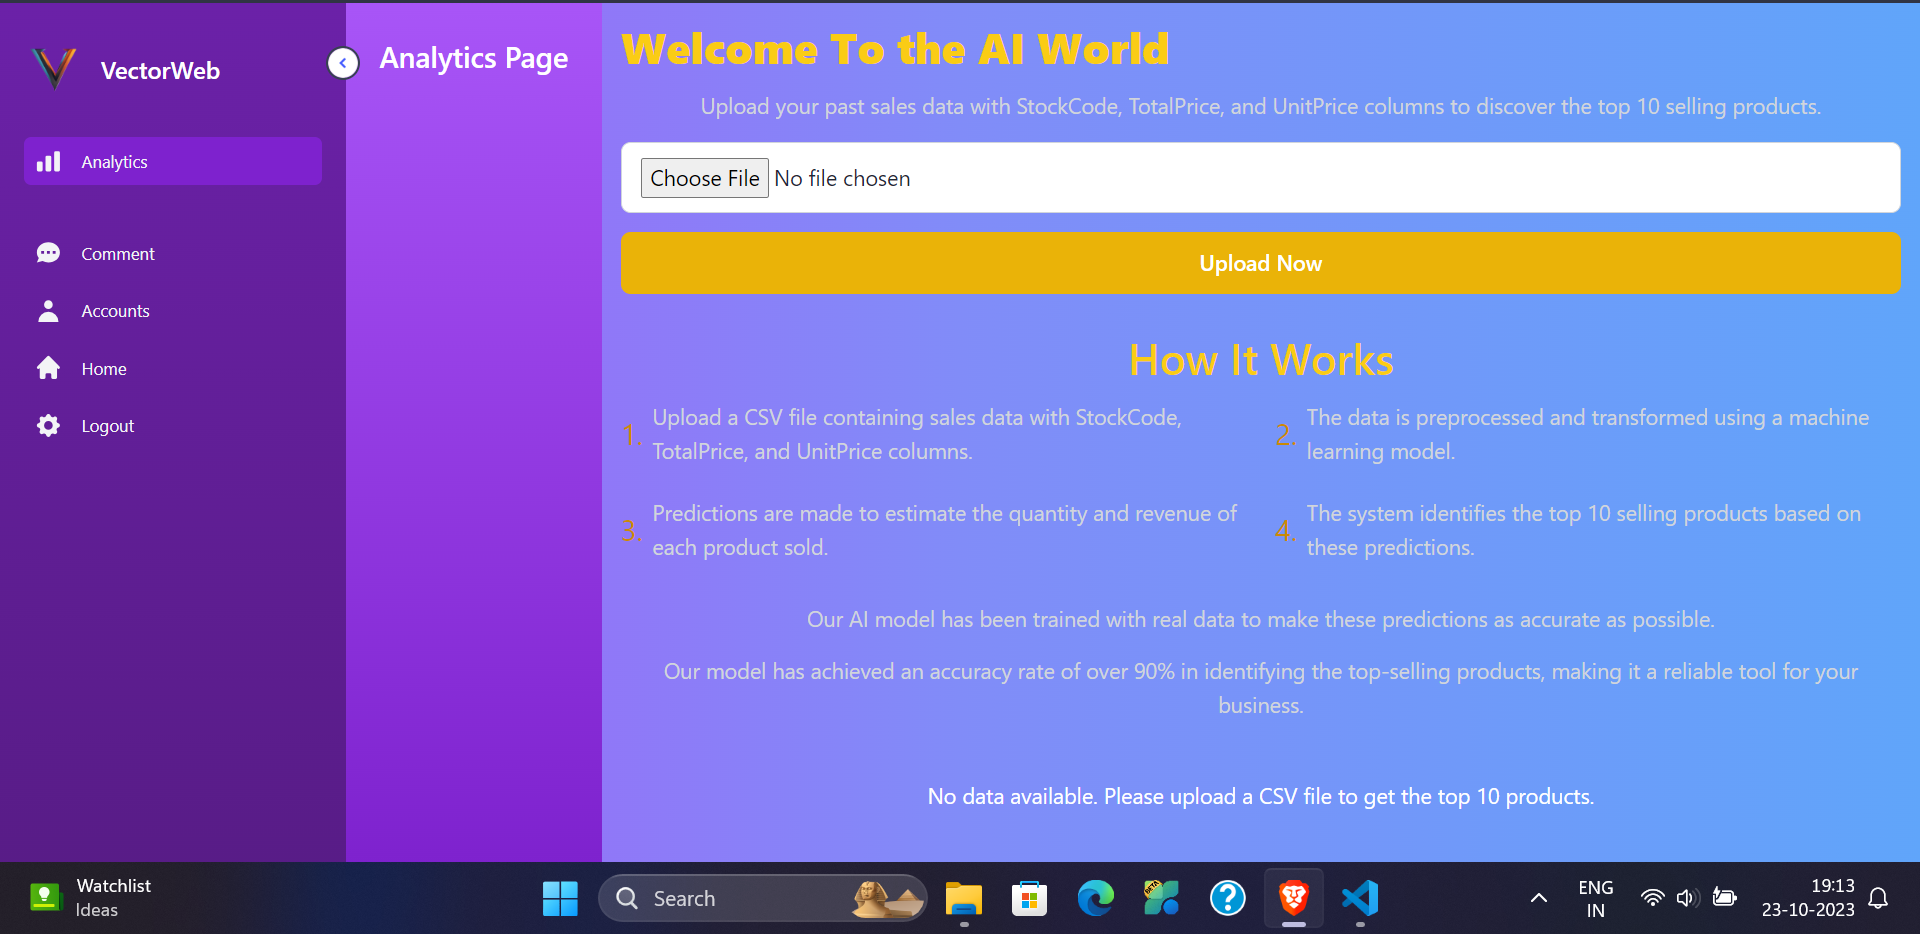 VectorWeb
Analytics
Comment
Accounts
Home
Logout
Analytics Page
Welcome To the AI World
Upload your past sales data with StockCode, TotalPrice, and UnitPrice columns to discover the top 10 selling products.
Choose File No file chosen
Upload Now
How It Works
1. Upload a CSV file containing sales data with StockCode,
TotalPrice, and UnitPrice columns.
2. The data is preprocessed and transformed using a machine
learning model.
3. Predictions are made to estimate the quantity and revenue of
each product sold.
4. The system identifies the top 10 selling products based on
these predictions.
Our AI model has been trained with real data to make these predictions as accurate as possible.
Our model has achieved an accuracy rate of over 90% in identifying the top-selling products, making it a reliable tool for your
business.
No data available. Please upload a CSV file to get the top 10 products.
Watchlist
Ideas
Search
BETA
ENG
IN
19:13
23-10-2023